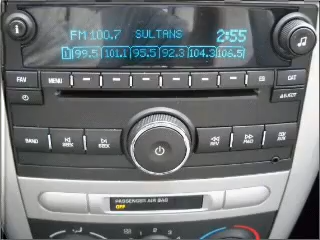 FM 100.7 SULTANS 2:55
1 99.5 101.1 95.5 92.3 104.3 106.5
FAV MENU CAT
EJECT
BAND SEEK SEEK REV FWD AUX
PASSENGER AIR BAG
OFF